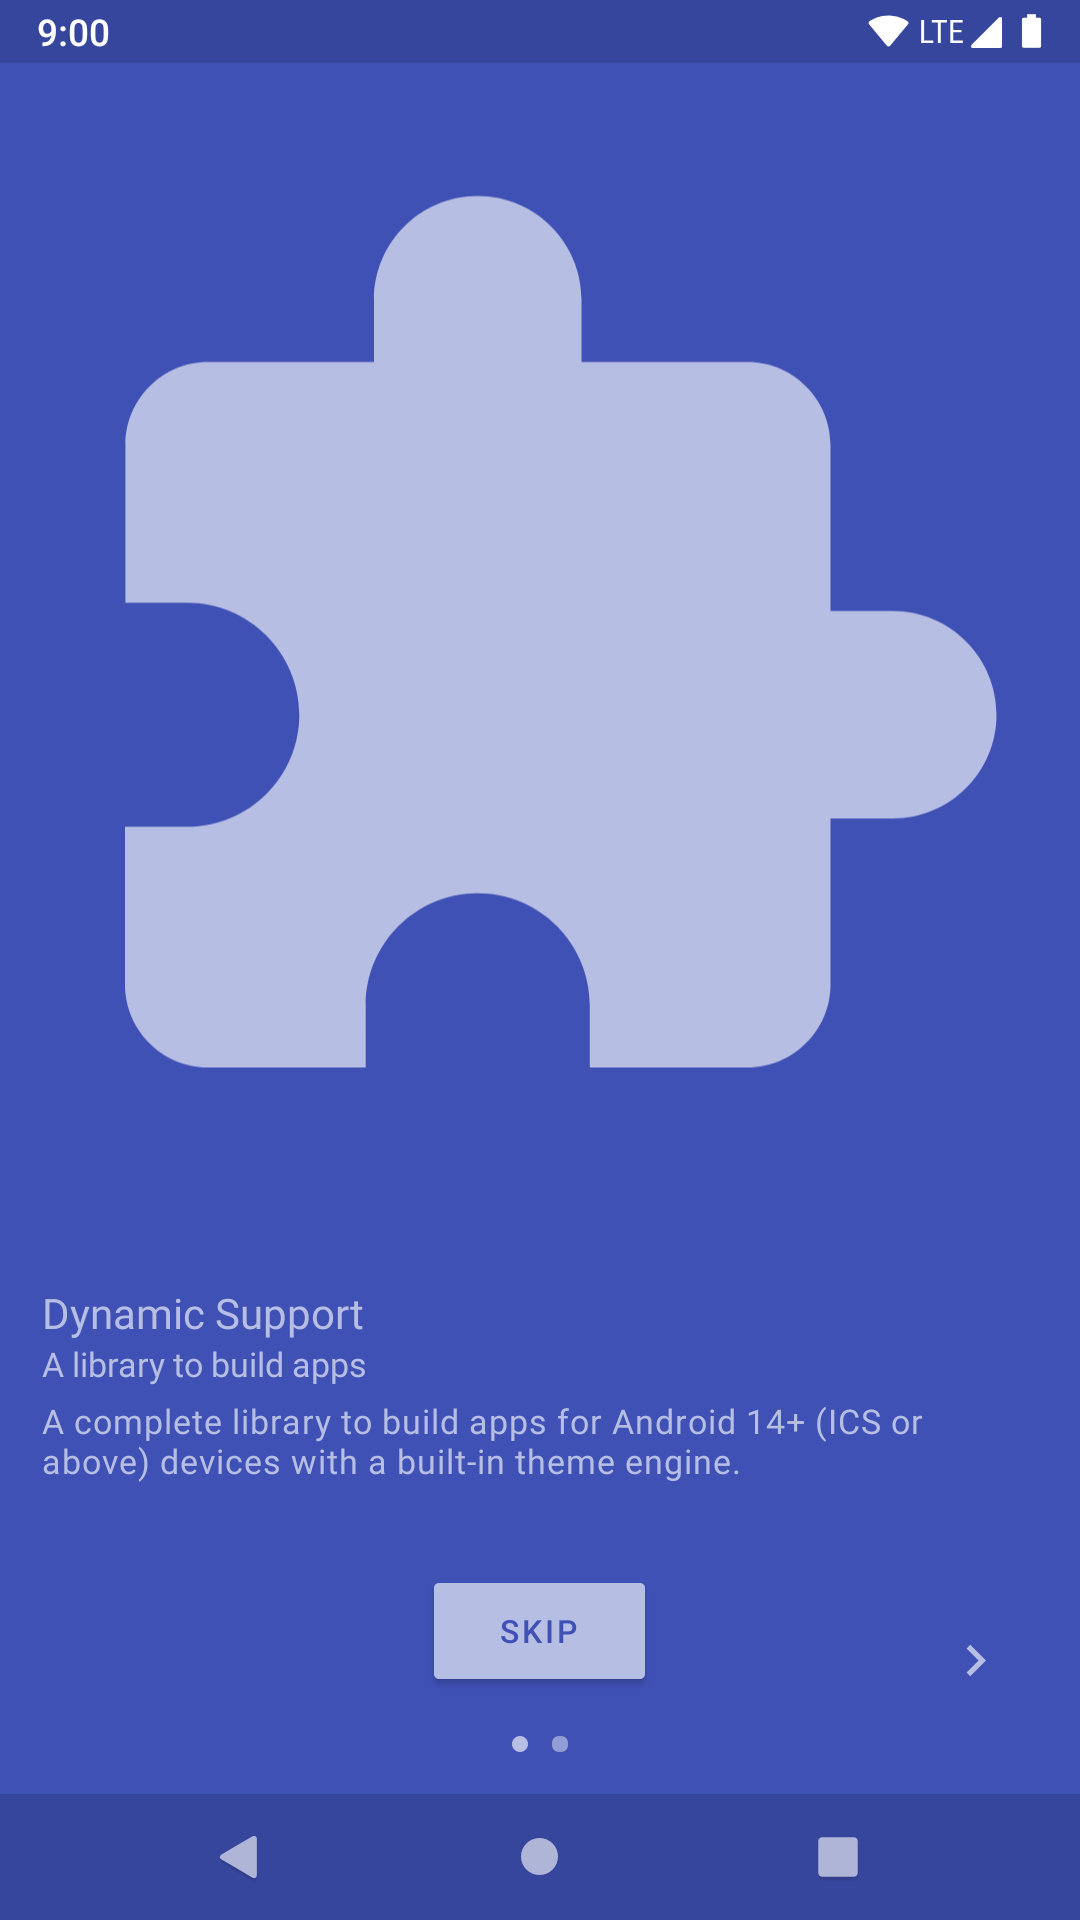 9:00 LTE
Dynamic Support
A library to build apps
A complete library to build apps for Android 14+ (ICS or
above) devices with a built-in theme engine.
SKIP